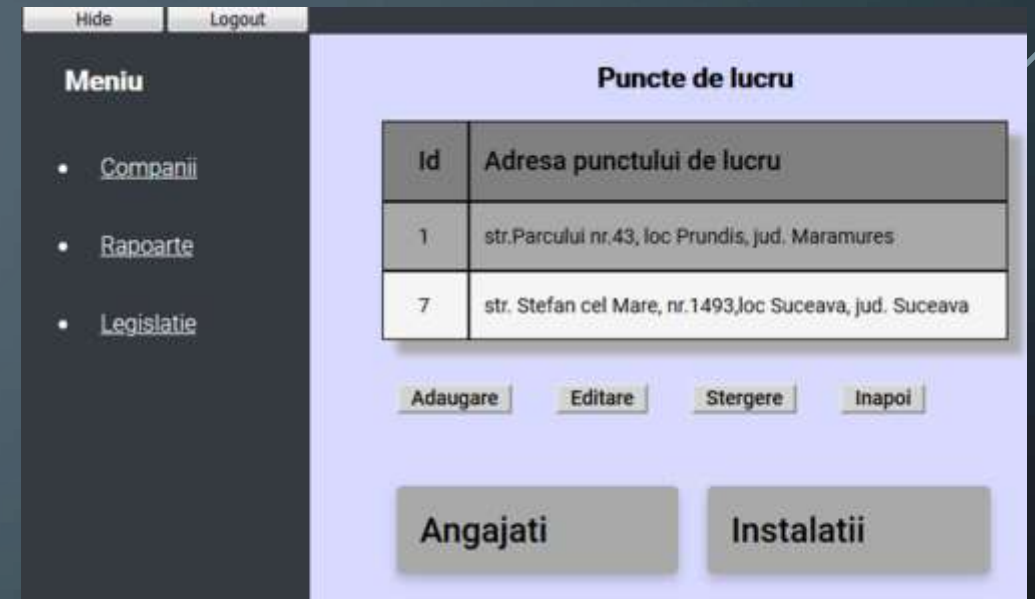 Hide Logout
Meniu
Companii
Rapoarte
Legislatie
Puncte de lucru
Id Adresa punctului de lucru
1 str.Parcului nr.43, loc Prundis, jud. Maramures
7 str. Stefan cel Mare, nr.1493,loc Suceava, jud. Suceava
Adaugare Editare Stergere Inapoi
Angajati Instalatii